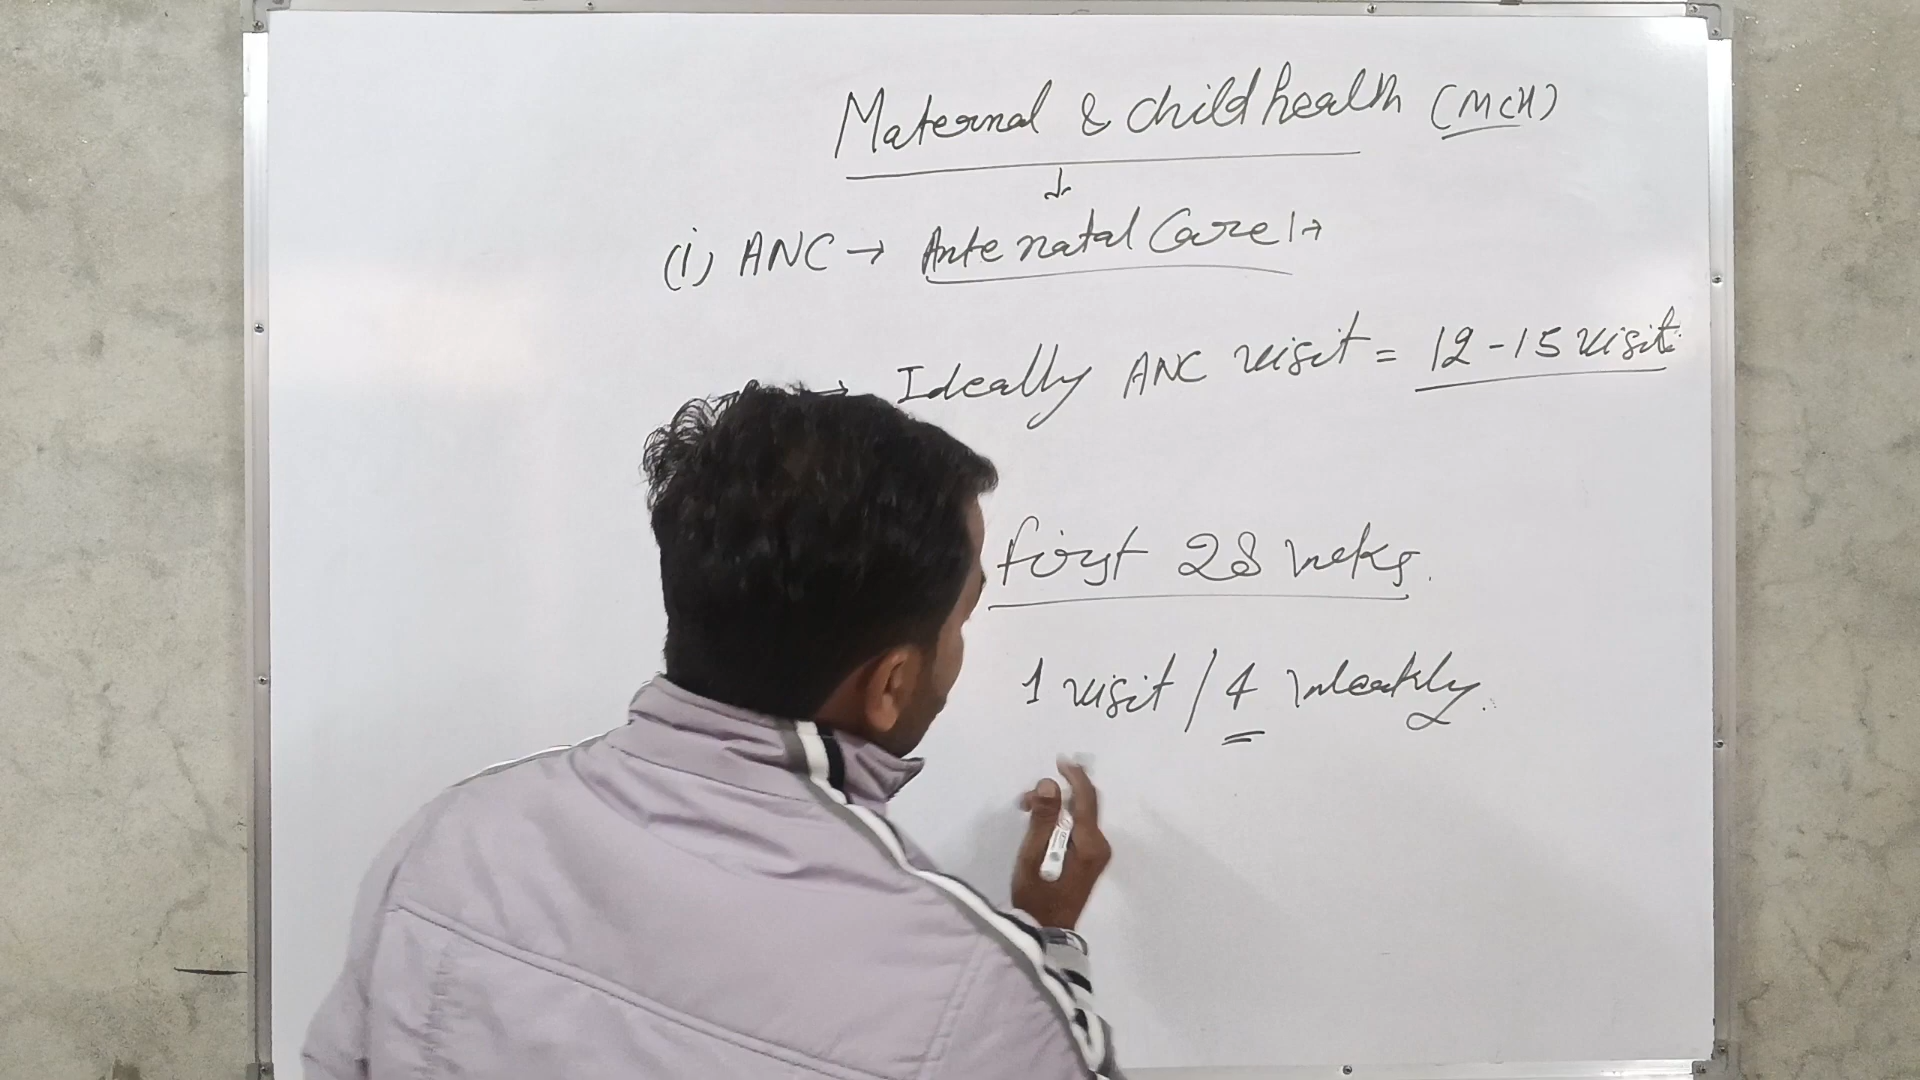 Maternal & child health (MCH)
(i) ANC → Ante natal Care :→
→ Ideally ANC visit = 12-15 visit.
first 28 weeks.
1 visit / 4 weekly.